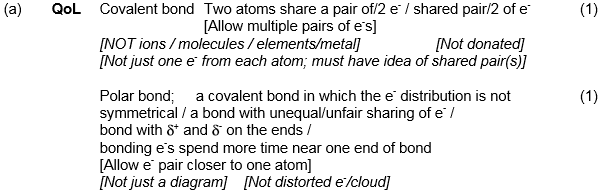 (a) QoL Covalent bond Two atoms share a pair of/2 e⁻ / shared pair/2 of e⁻ (1)
[Allow multiple pairs of e⁻s]
[NOT ions / molecules / elements/metal] [Not donated]
[Not just one e⁻ from each atom; must have idea of shared pair(s)]
Polar bond; a covalent bond in which the e⁻ distribution is not (1)
symmetrical / a bond with unequal/unfair sharing of e⁻ /
bond with δ⁺ and δ⁻ on the ends /
bonding e⁻s spend more time near one end of bond
[Allow e⁻ pair closer to one atom]
[Not just a diagram] [Not distorted e⁻/cloud]